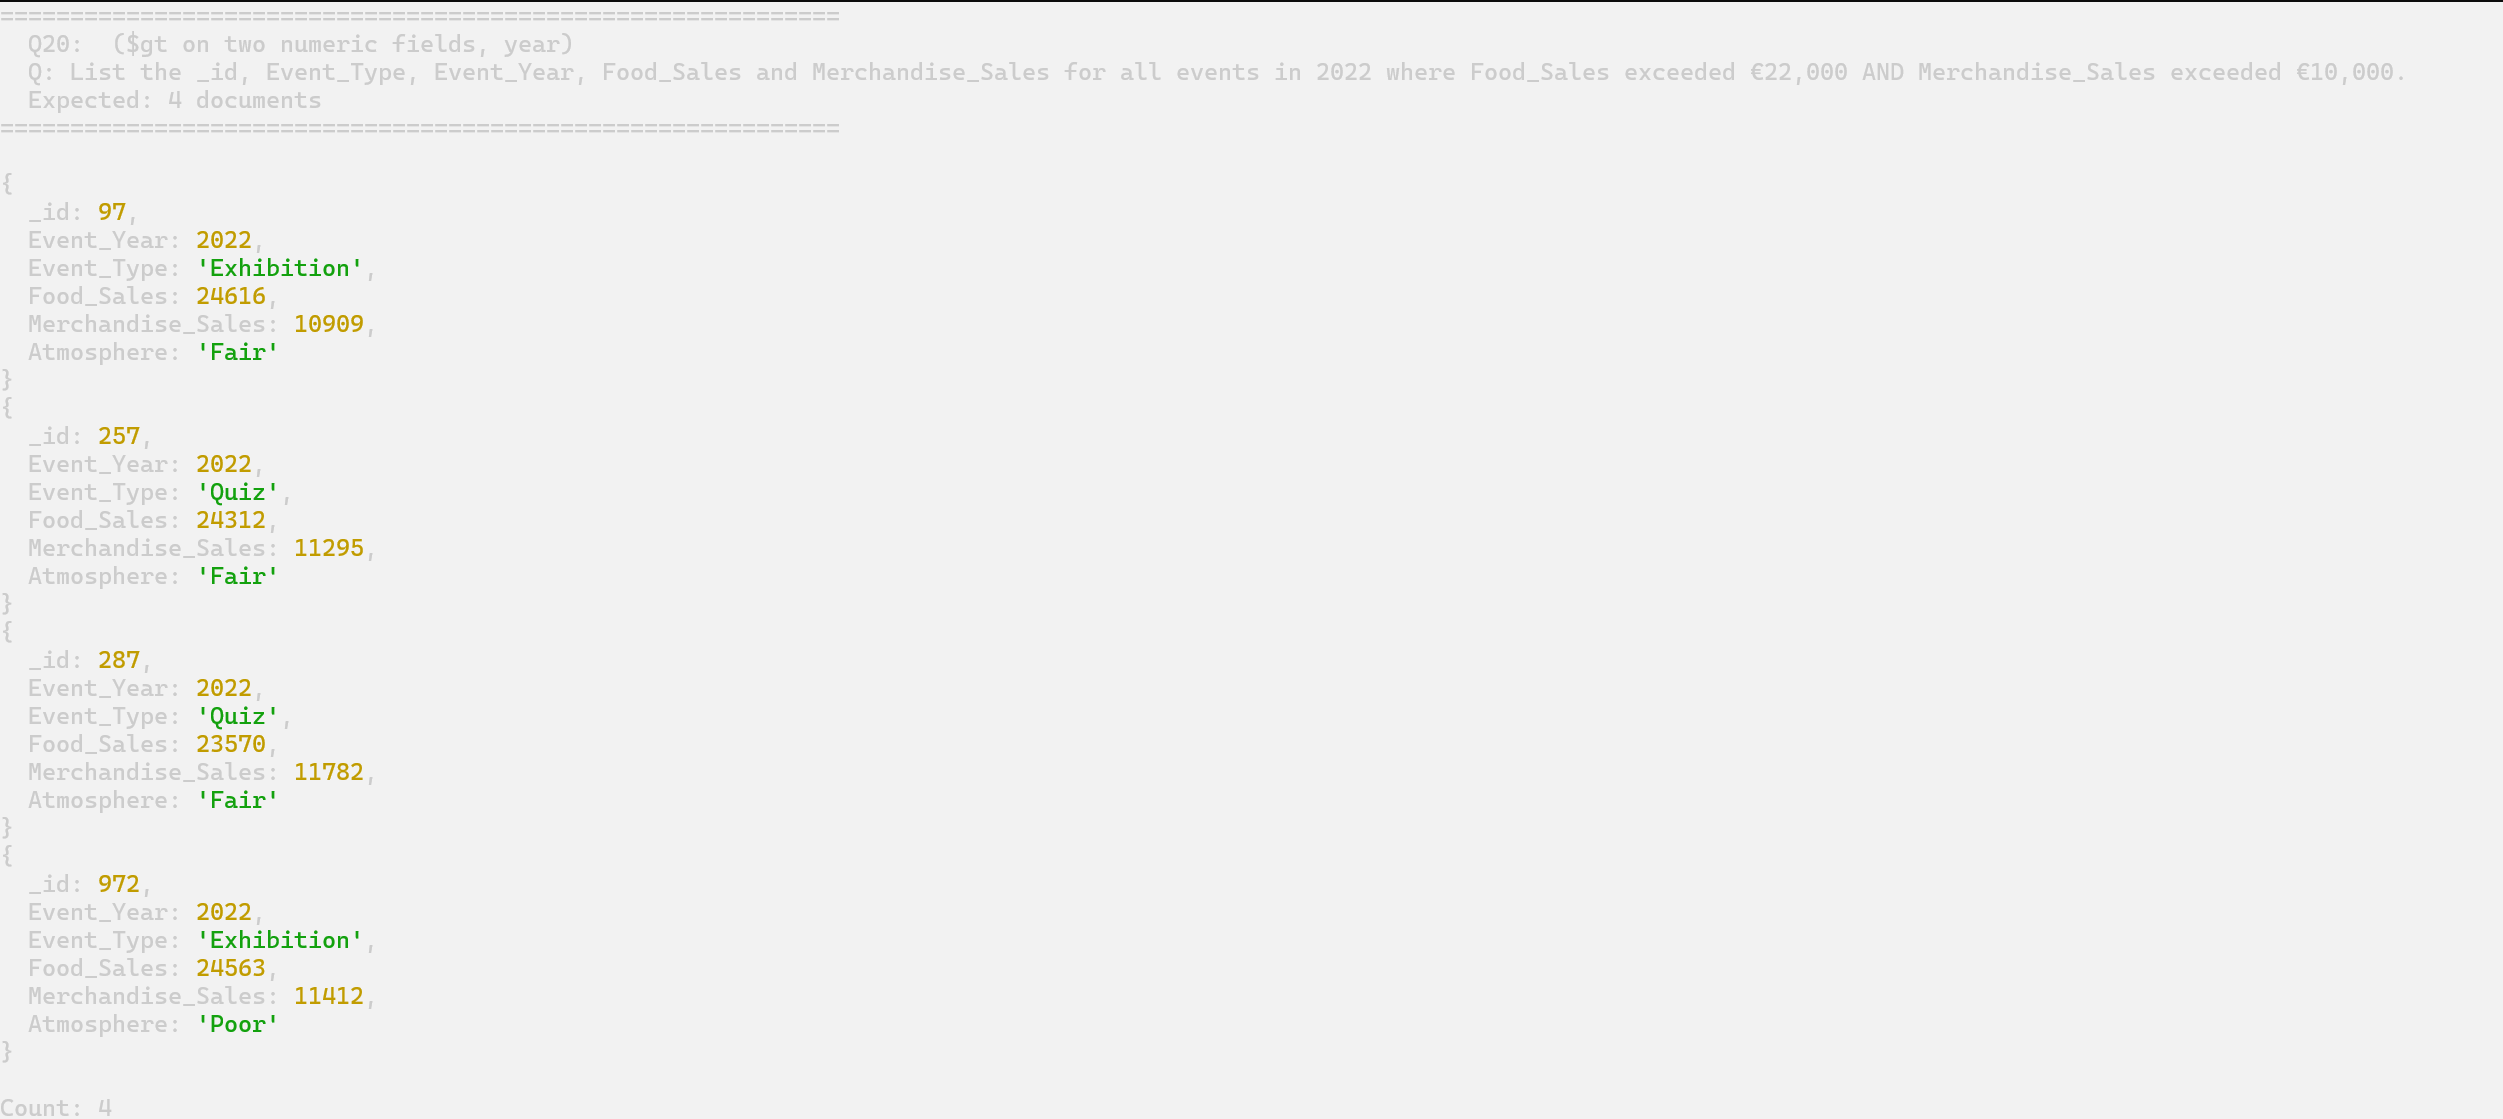 ============================================================
Q20:  ($gt on two numeric fields, year)
Q: List the _id, Event_Type, Event_Year, Food_Sales and Merchandise_Sales for all events in 2022 where Food_Sales exceeded €22,000 AND Merchandise_Sales exceeded €10,000.
Expected: 4 documents
============================================================
{
_id: 97,
Event_Year: 2022,
Event_Type: 'Exhibition',
Food_Sales: 24616,
Merchandise_Sales: 10909,
Atmosphere: 'Fair'
}
{
_id: 257,
Event_Year: 2022,
Event_Type: 'Quiz',
Food_Sales: 24312,
Merchandise_Sales: 11295,
Atmosphere: 'Fair'
}
{
_id: 287,
Event_Year: 2022,
Event_Type: 'Quiz',
Food_Sales: 23570,
Merchandise_Sales: 11782,
Atmosphere: 'Fair'
}
{
_id: 972,
Event_Year: 2022,
Event_Type: 'Exhibition',
Food_Sales: 24563,
Merchandise_Sales: 11412,
Atmosphere: 'Poor'
}
Count: 4